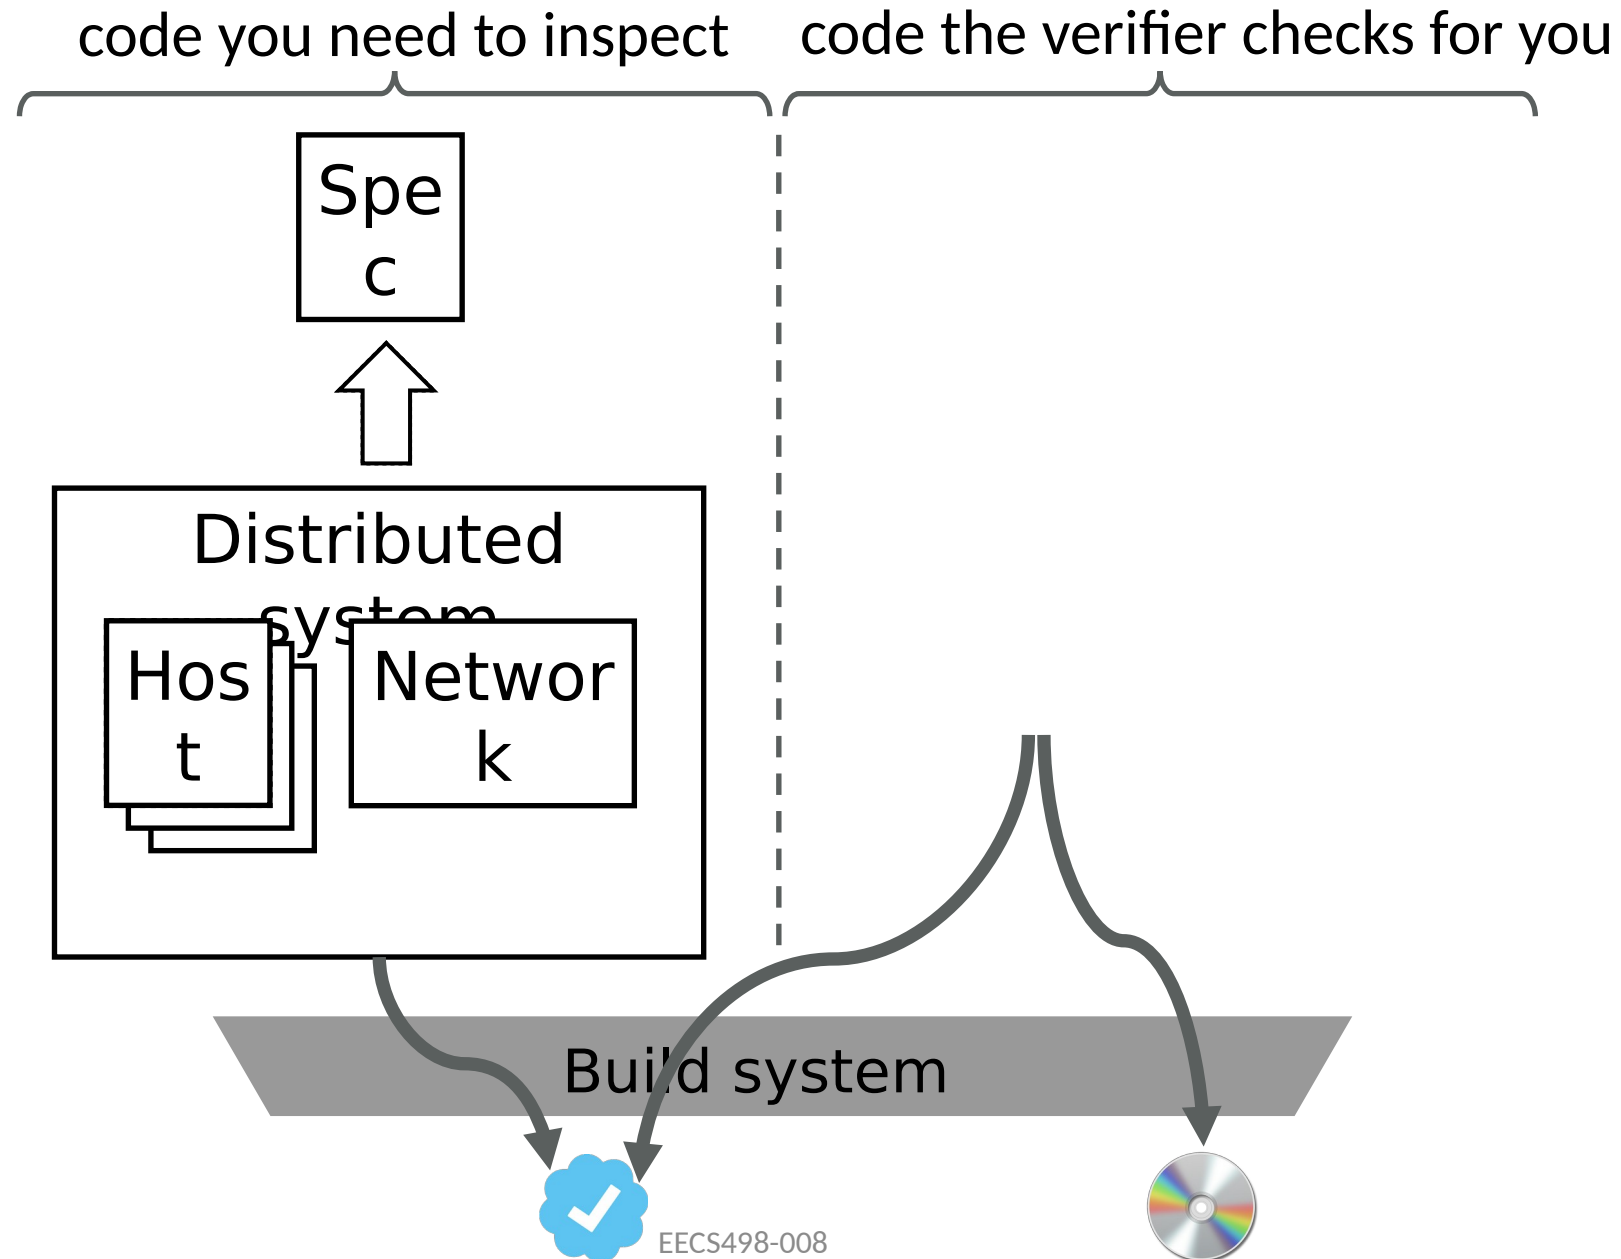 code you need to inspect
code the verifier checks for you
Spe
c
Distributed
system
Hos
t
Networ
k
Build system
EECS498-008